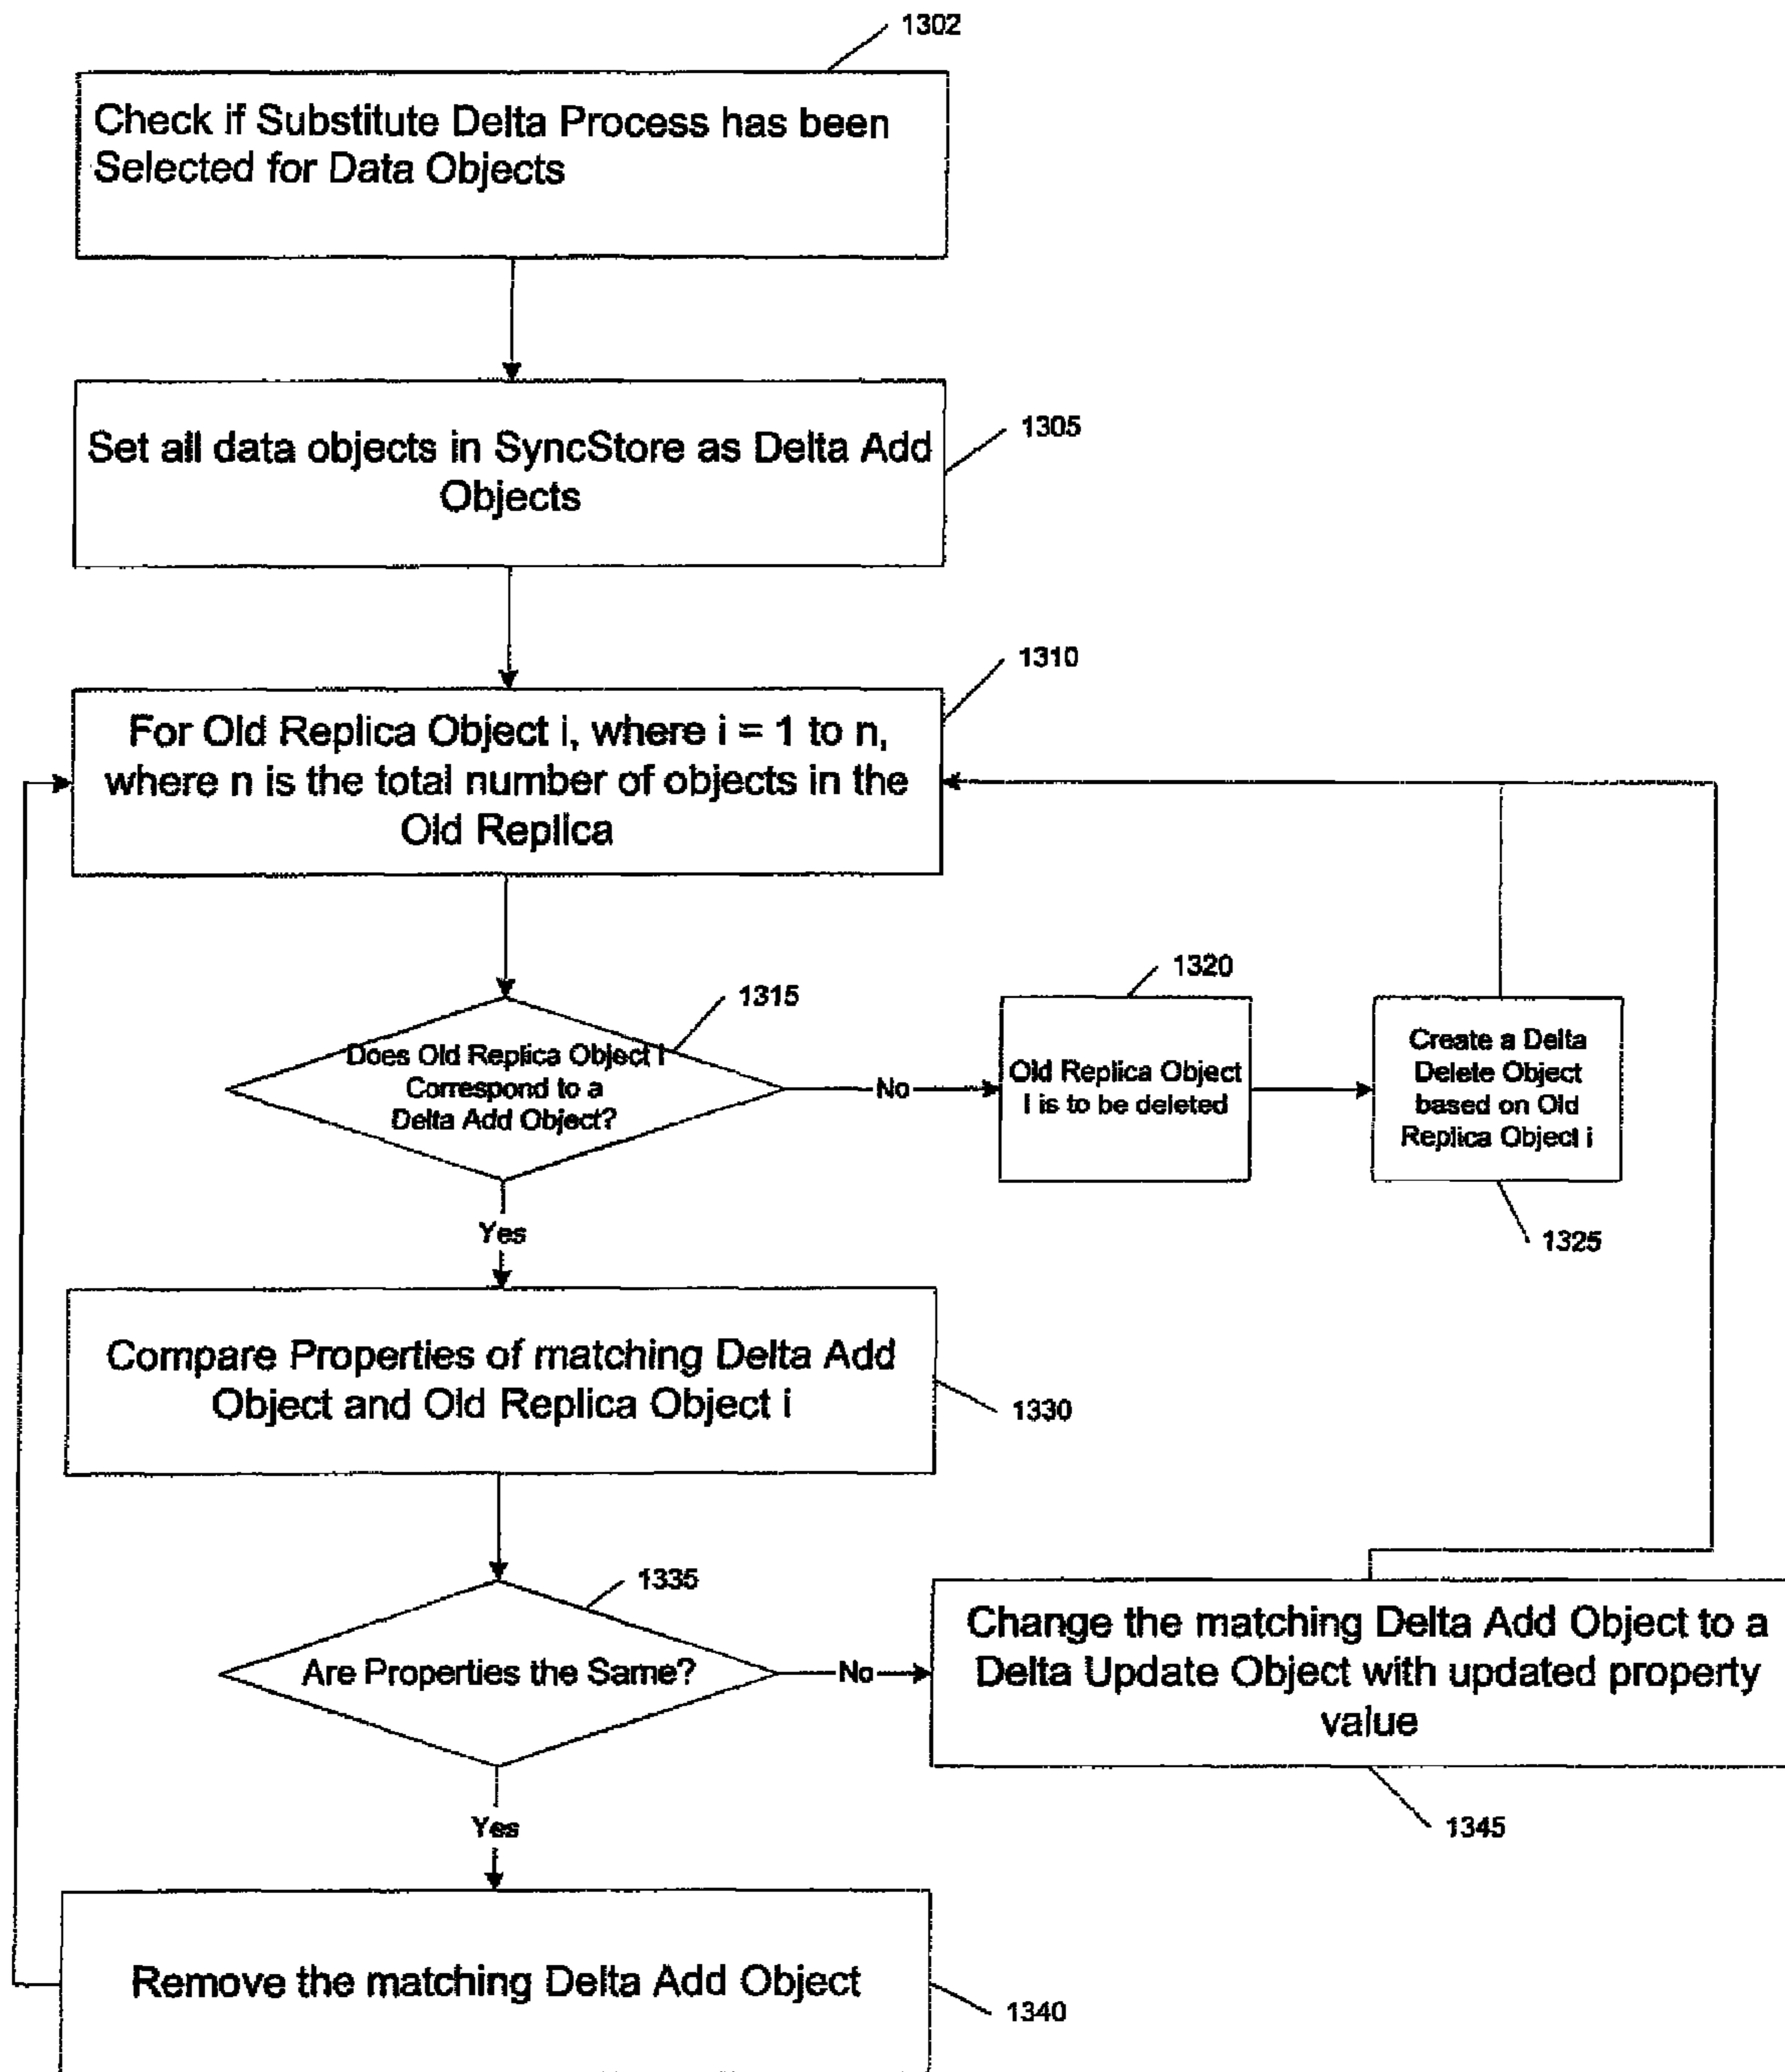 1302
Check if Substitute Delta Process has been
Selected for Data Objects
1305
Set all data objects in SyncStore as Delta Add
Objects
1310
For Old Replica Object i, where i = 1 to n,
where n is the total number of objects in the
Old Replica
1315
Does Old Replica Object I
Correspond to a
Delta Add Object?
No
1320
Old Replica Object
I is to be deleted
Create a Delta
Delete Object
based on Old
Replica Object i
1325
Yes
Compare Properties of matching Delta Add
Object and Old Replica Object i
1330
1335
Are Properties the Same?
No
Change the matching Delta Add Object to a
Delta Update Object with updated property
value
1345
Yes
Remove the matching Delta Add Object
1340